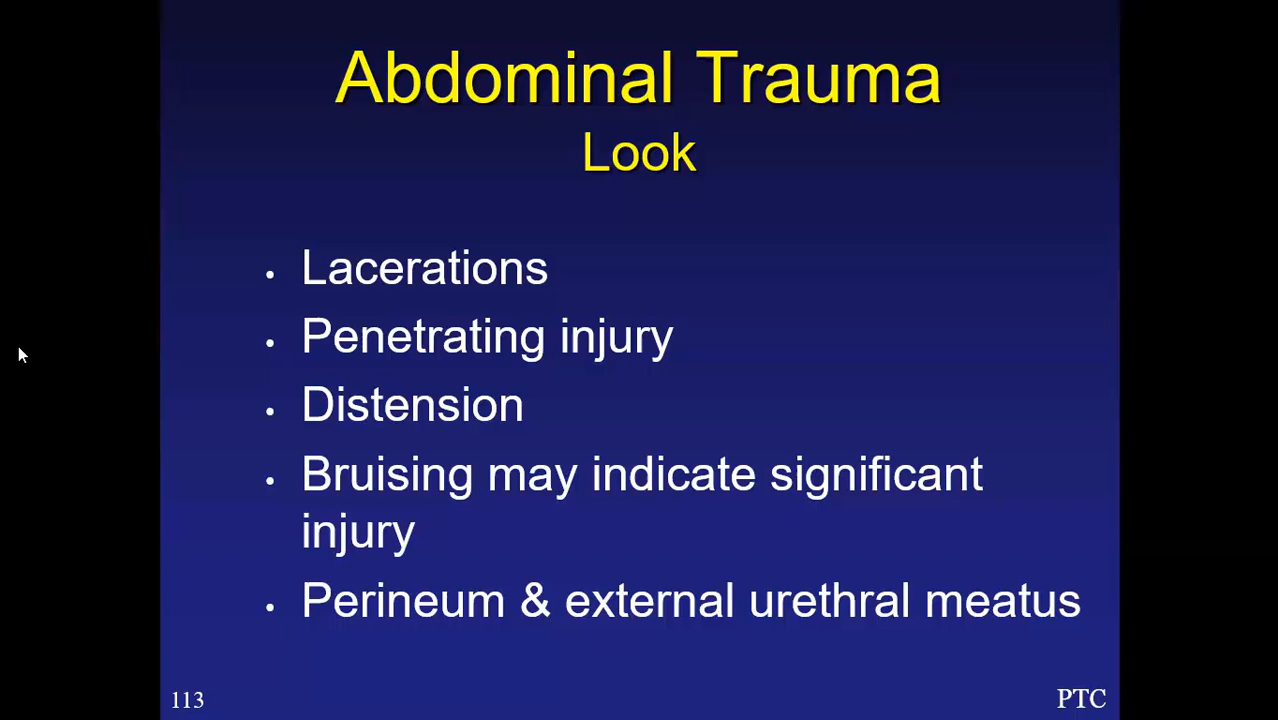 Abdominal Trauma
Look
• Lacerations
• Penetrating injury
• Distension
• Bruising may indicate significant
injury
• Perineum & external urethral meatus
113
PTC